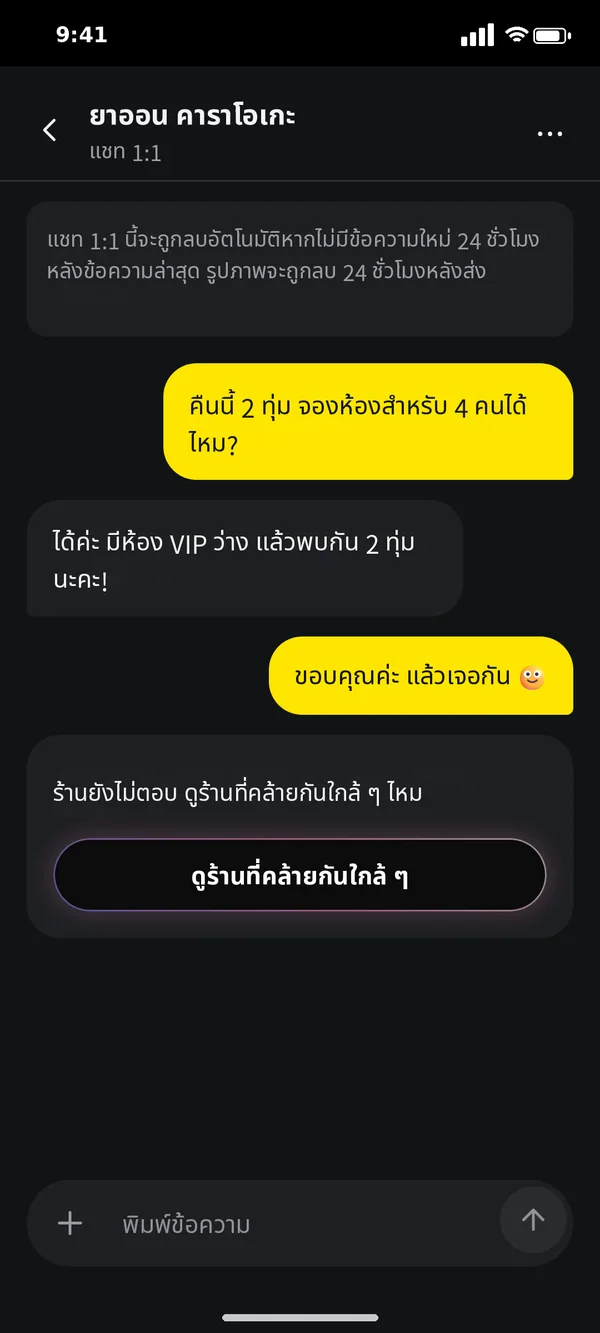 9:41
ยาออน คาราโอเกะ
แชท 1:1
แชท 1:1 นี้จะถูกลบอัตโนมัติหากไม่มีข้อความใหม่ 24 ชั่วโมง
หลังข้อความล่าสุด รูปภาพจะถูกลบ 24 ชั่วโมงหลังส่ง
คืนนี้ 2 ทุ่ม จองห้องสำหรับ 4 คนได้
ไหม?
ได้ค่ะ มีห้อง VIP ว่าง แล้วพบกัน 2 ทุ่ม
นะคะ!
ขอบคุณค่ะ แล้วเจอกัน 🙂
ร้านยังไม่ตอบ ดูร้านที่คล้ายกันใกล้ ๆ ไหม
ดูร้านที่คล้ายกันใกล้ ๆ
พิมพ์ข้อความ